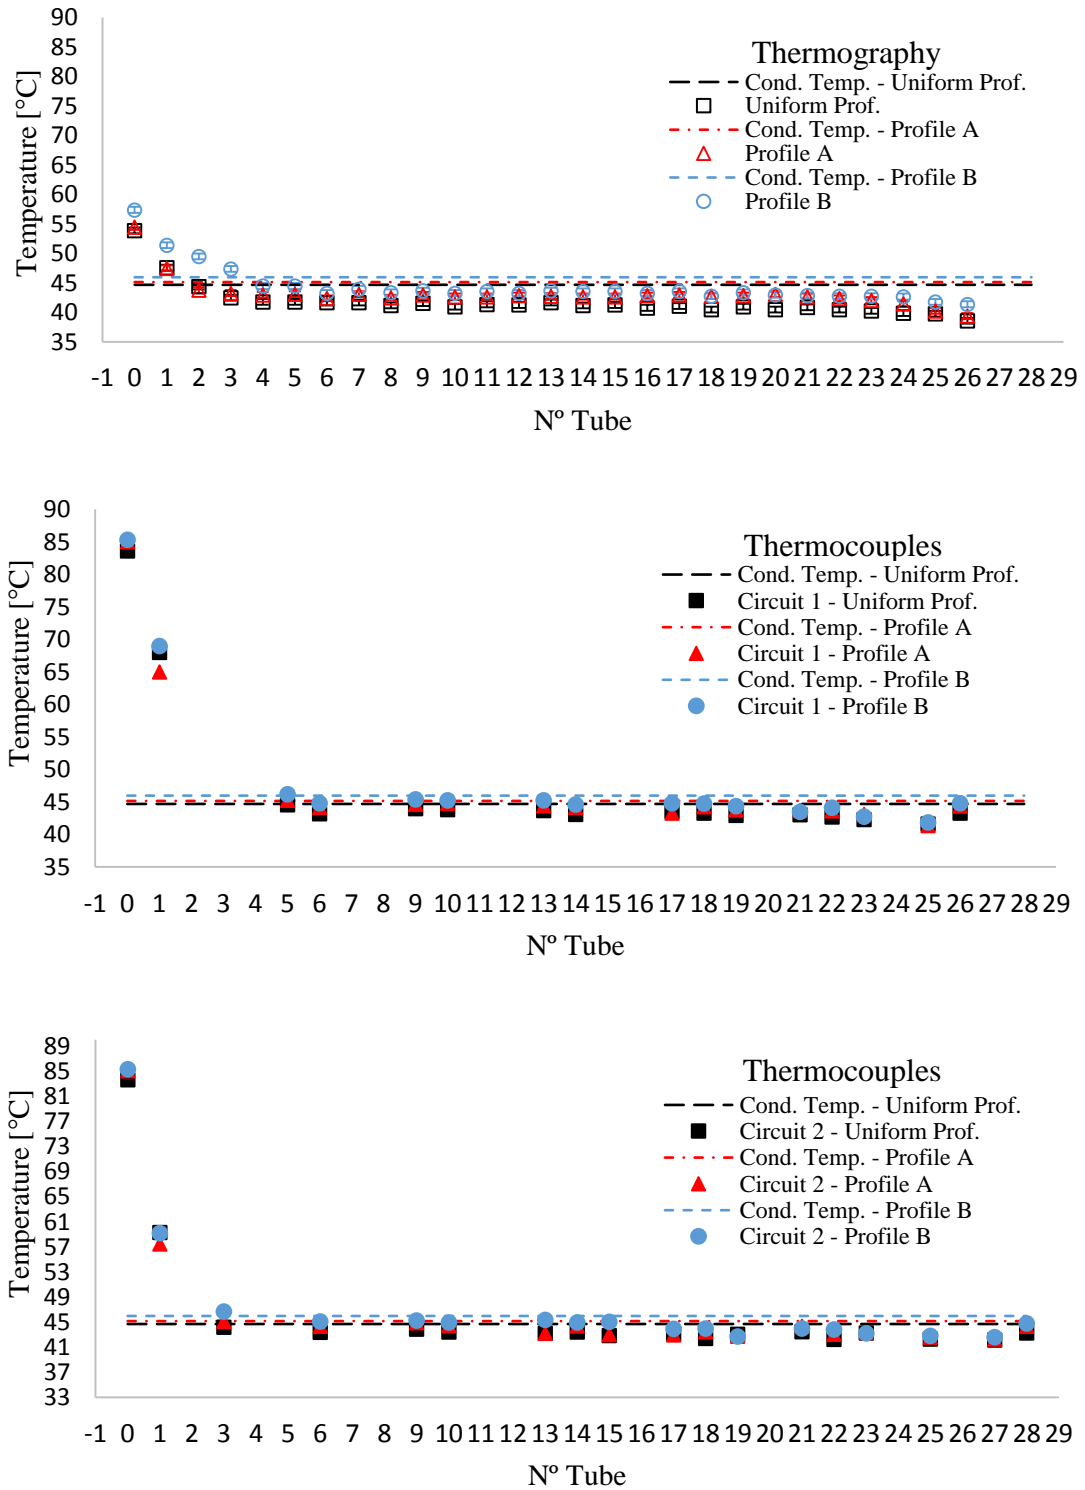 90
85
80
75
70
65
60
55
50
45
40
35
Temperature [°C]
Thermography
Cond. Temp. - Uniform Prof.
Uniform Prof.
Cond. Temp. - Profile A
Profile A
Cond. Temp. - Profile B
Profile B
-1 0 1 2 3 4 5 6 7 8 9 10 11 12 13 14 15 16 17 18 19 20 21 22 23 24 25 26 27 28 29
Nº Tube
90
85
80
75
70
65
60
55
50
45
40
35
Temperature [°C]
Thermocouples
Cond. Temp. - Uniform Prof.
Circuit 1 - Uniform Prof.
Cond. Temp. - Profile A
Circuit 1 - Profile A
Cond. Temp. - Profile B
Circuit 1 - Profile B
-1 0 1 2 3 4 5 6 7 8 9 10 11 12 13 14 15 16 17 18 19 20 21 22 23 24 25 26 27 28 29
Nº Tube
89
85
81
77
73
69
65
61
57
53
49
45
41
37
33
Temperature [°C]
Thermocouples
Cond. Temp. - Uniform Prof.
Circuit 2 - Uniform Prof.
Cond. Temp. - Profile A
Circuit 2 - Profile A
Cond. Temp. - Profile B
Circuit 2 - Profile B
-1 0 1 2 3 4 5 6 7 8 9 10 11 12 13 14 15 16 17 18 19 20 21 22 23 24 25 26 27 28 29
Nº Tube